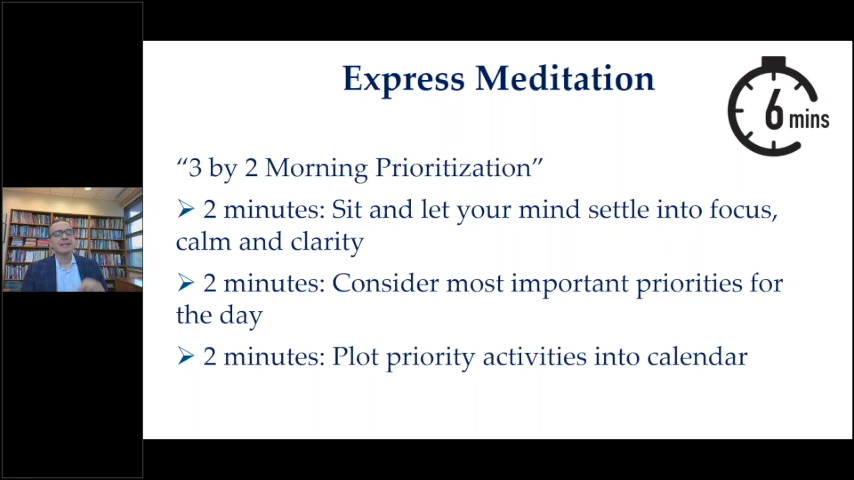 Express Meditation
6 mins
“3 by 2 Morning Prioritization”
➢ 2 minutes: Sit and let your mind settle into focus,
calm and clarity
➢ 2 minutes: Consider most important priorities for
the day
➢ 2 minutes: Plot priority activities into calendar